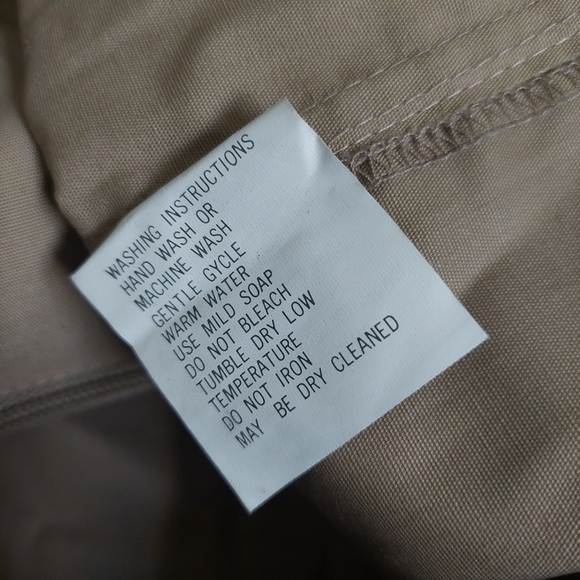 WASHING INSTRUCTIONS
HAND WASH OR
MACHINE WASH
GENTLE CYCLE
WARM WATER
USE MILD SOAP
DO NOT BLEACH
TUMBLE DRY LOW
TEMPERATURE
DO NOT IRON
MAY BE DRY CLEANED